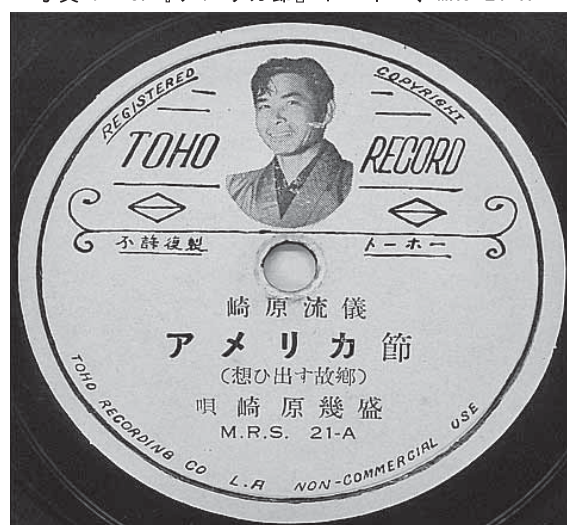 REGISTERED
COPYRIGHT
TOHO RECORD
不許復製
トーホー
崎原流儀
アメリカ節
(想ひ出す故郷)
唄 崎原幾盛
M.R.S. 21-A
TOHO RECORDING CO L.A NON-COMMERCIAL USE